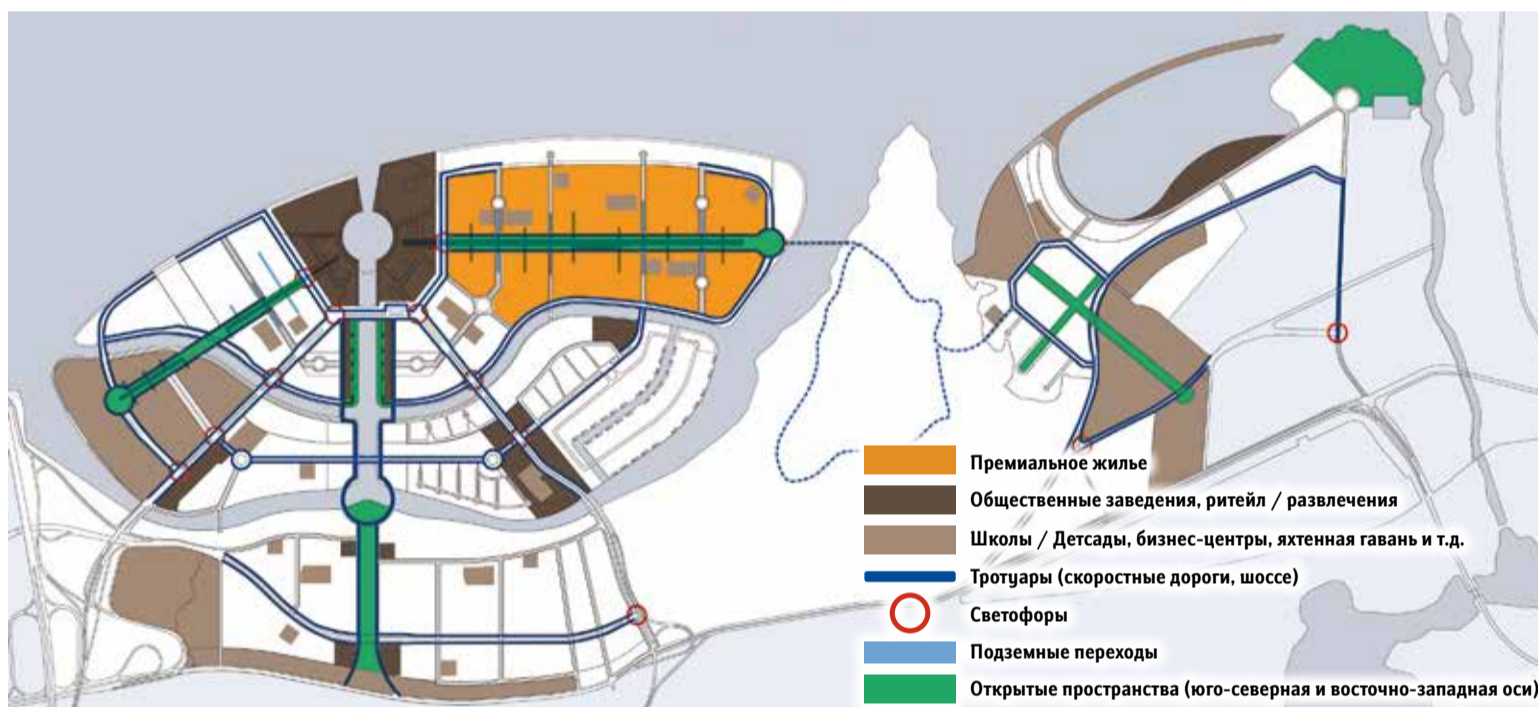 Премиальное жилье
Общественные заведения, ритейл / развлечения
Школы / Детсады, бизнес-центры, яхтенная гавань и т.д.
Тротуары (скоростные дороги, шоссе)
Светофоры
Подземные переходы
Открытые пространства (юго-северная и восточно-западная оси)